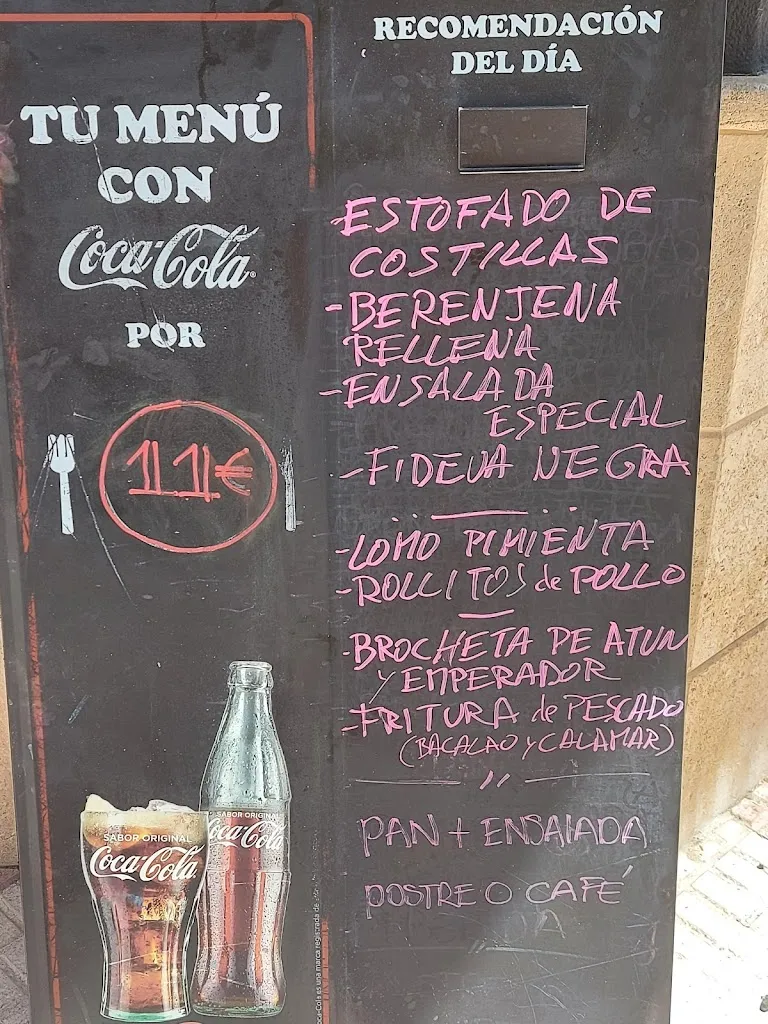 TU MENÚ
CON
Coca-Cola
POR
11€
SABOR ORIGINAL
Coca-Cola
SABOR ORIGINAL
Coca-Cola
RECOMENDACIÓN
DEL DÍA
-ESTOFADO DE
COSTILLAS
-BERENJENA
RELLENA
-ENSALADA
ESPECIAL
-FIDEUA NEGRA
-LOMO PIMIENTA
-ROLLITOS de POLLO
-BROCHETA DE ATUN
Y EMPERADOR
-FRITURA de PESCADO
(BACALAO y CALAMAR)
PAN + ENSALADA
POSTRE O CAFÉ